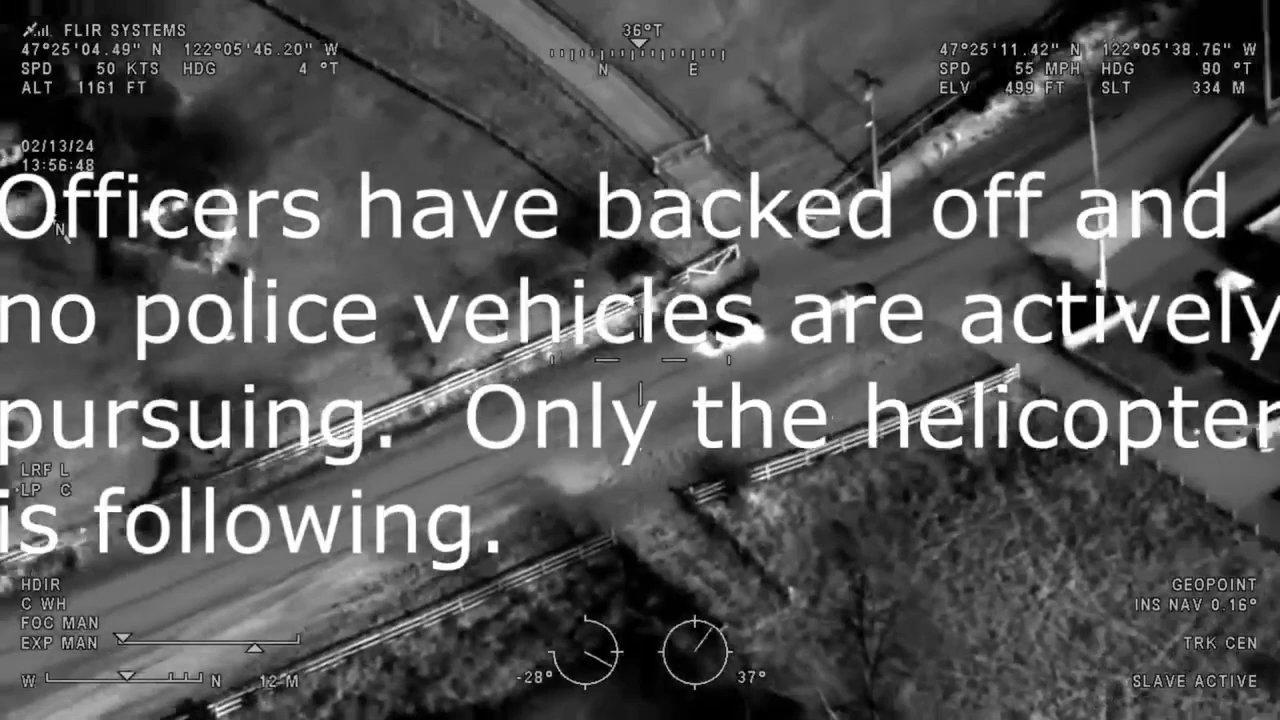 FLIR SYSTEMS
47°25'04.49" N 122°05'46.20" W
SPD 50 KTS HDG 4 °T
ALT 1161 FT
36°T
N E
47°25'11.42" N 122°05'38.76" W
SPD 55 MPH HDG 90 °T
ELV 499 FT SLT 334 M
02/13/24
13:56:48
N
Officers have backed off and
no police vehicles are actively
pursuing. Only the helicopter
is following.
LRF L
LP C
HDIR
C WH
FOC MAN
EXP MAN
W N 12 M
-28°
37°
GEOPOINT
INS NAV 0.16°
TRK CEN
SLAVE ACTIVE